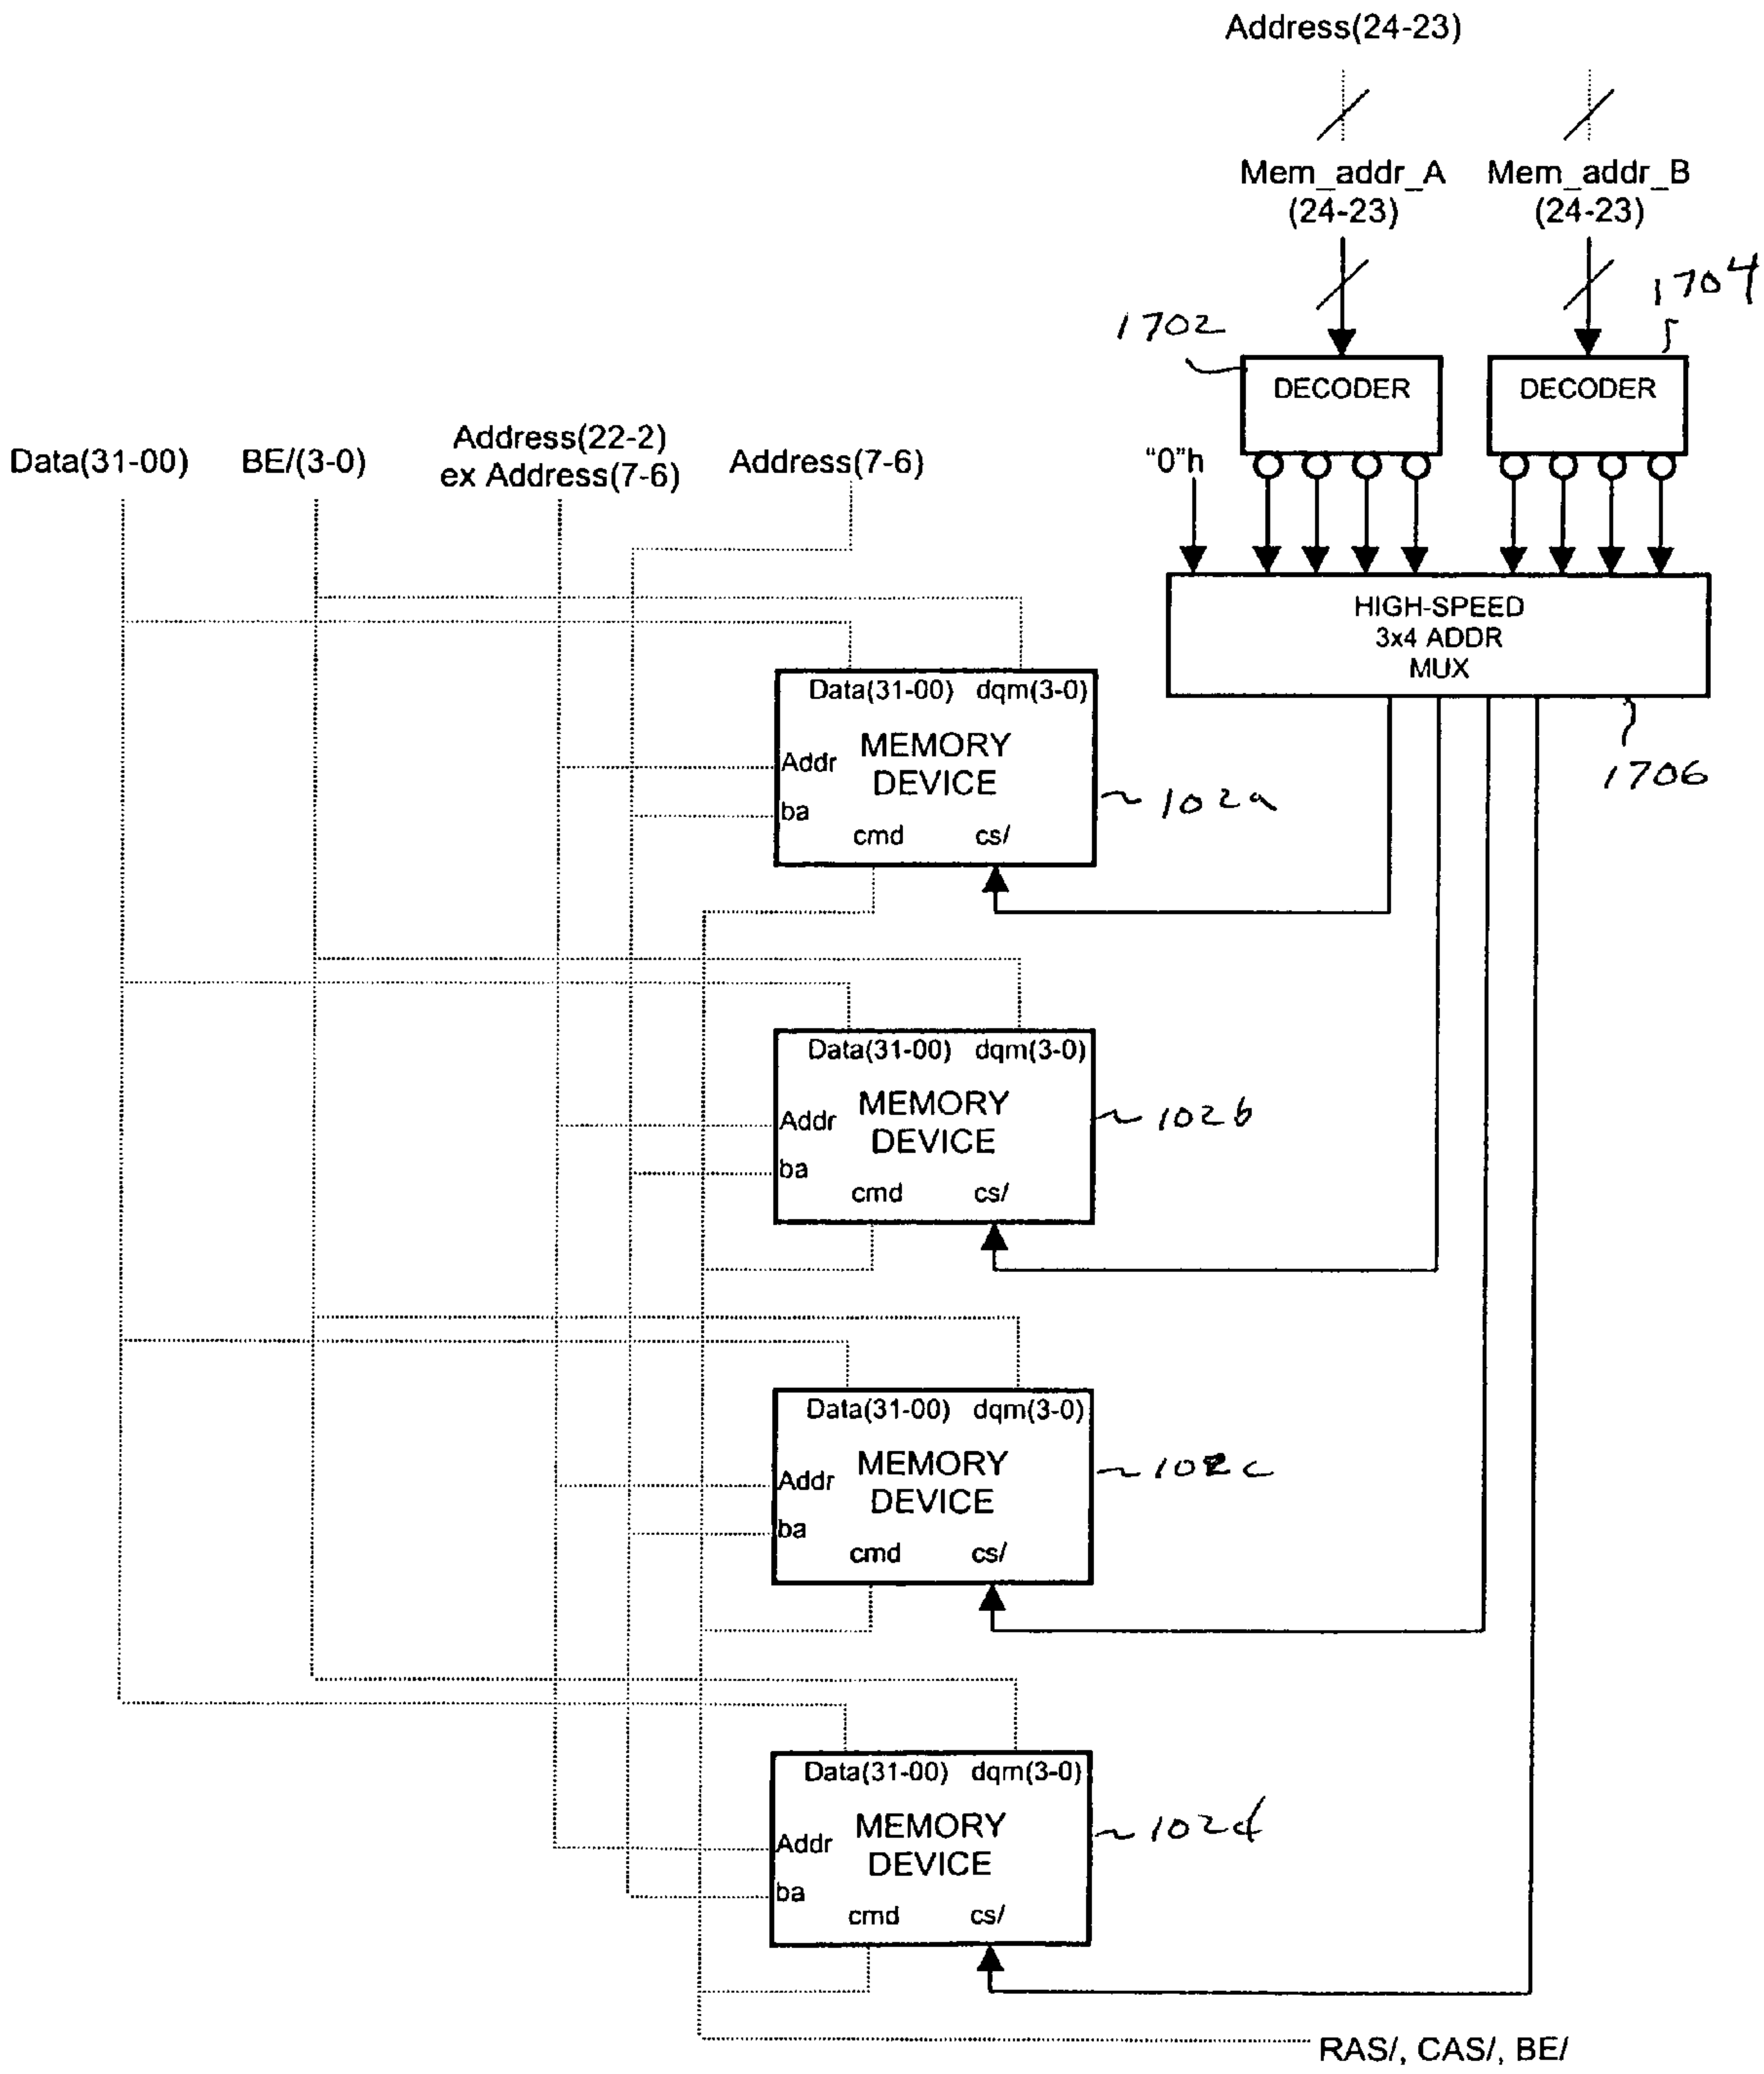 Address(24-23)
Mem_addr_A
(24-23)
Mem_addr_B
(24-23)
1702
1704
DECODER
DECODER
Data(31-00)
BE/(3-0)
Address(22-2)
ex Address(7-6)
Address(7-6)
"0"h
HIGH-SPEED
3x4 ADDR
MUX
1706
Data(31-00) dqm(3-0)
MEMORY
DEVICE
Addr
ba
cmd cs/
102a
Data(31-00) dqm(3-0)
MEMORY
DEVICE
Addr
ba
cmd cs/
102b
Data(31-00) dqm(3-0)
MEMORY
DEVICE
Addr
ba
cmd cs/
102c
Data(31-00) dqm(3-0)
MEMORY
DEVICE
Addr
ba
cmd cs/
102d
RAS/, CAS/, BE/